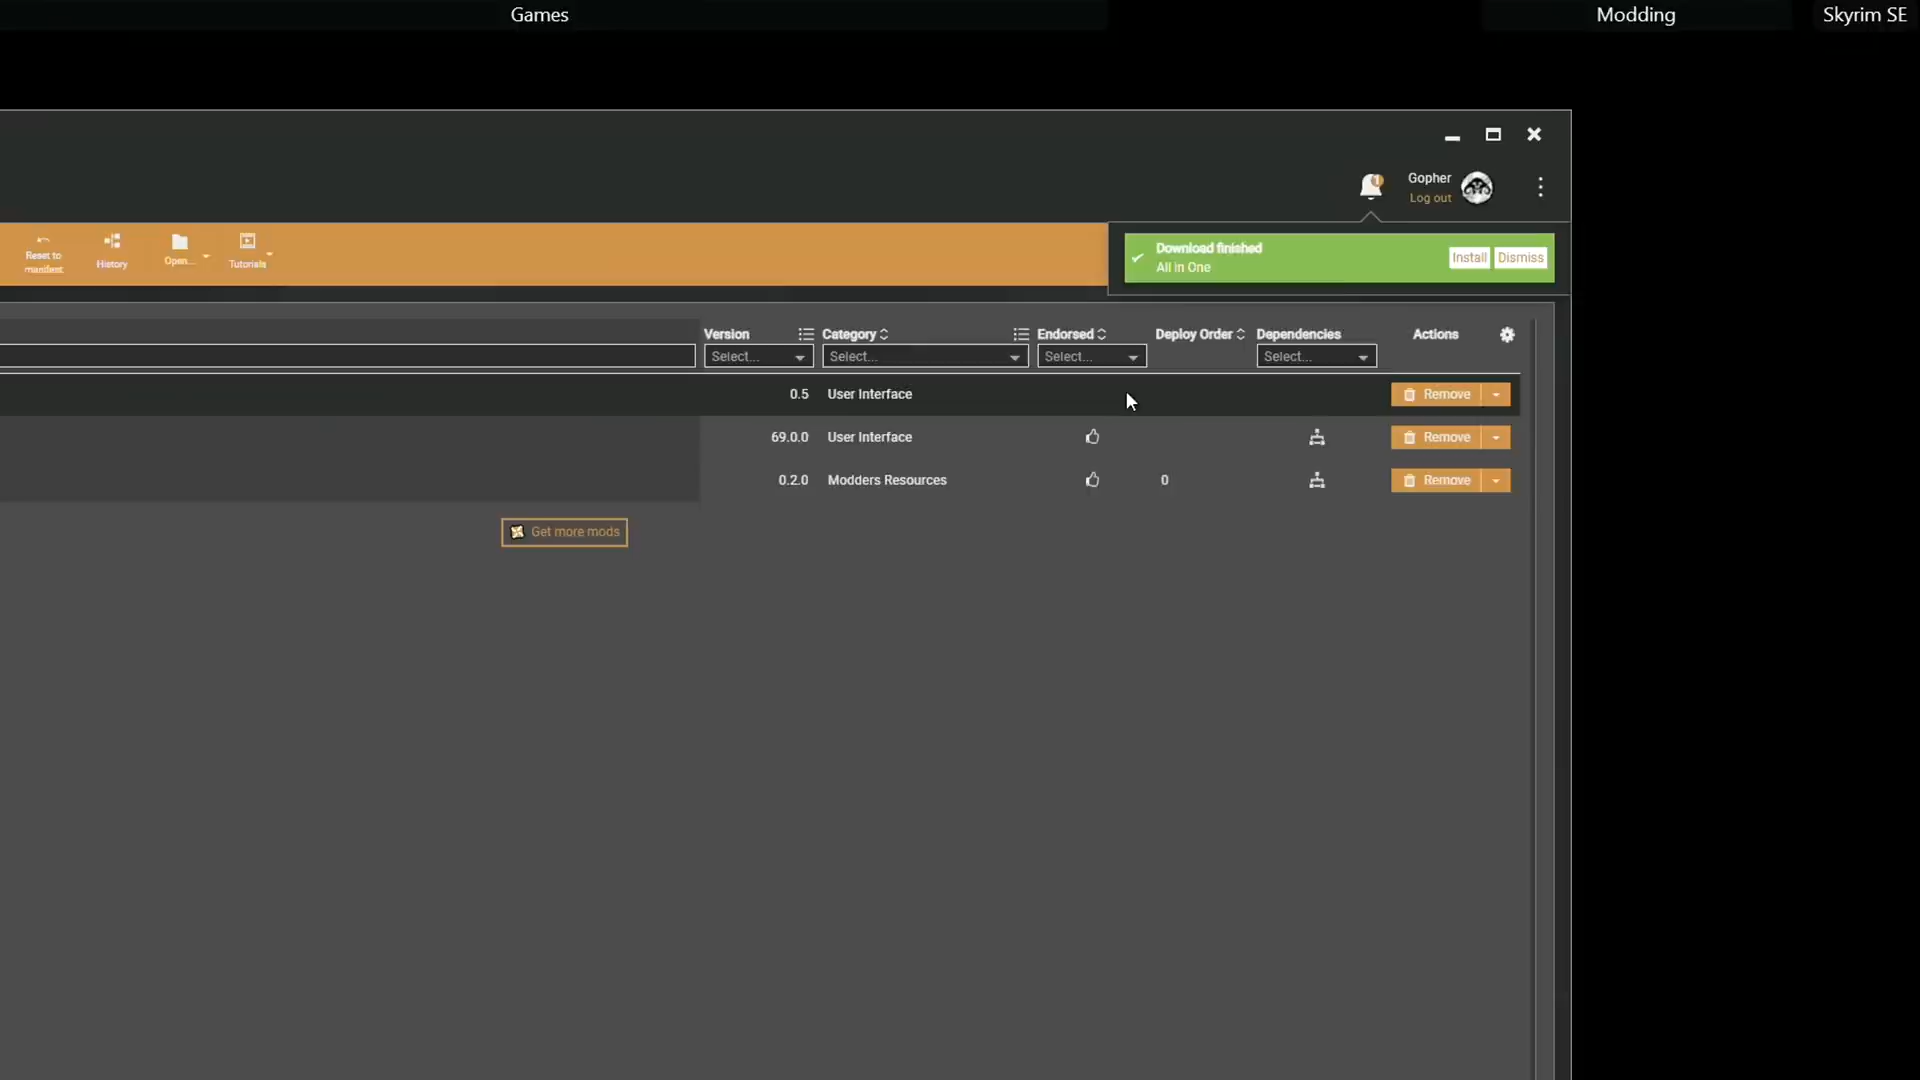 Games
Modding
Skyrim SE
Gopher
Log out
Reset to
manifest
History
Open...
Tutorials
Download finished
All in One
Install
Dismiss
Version
Category
Endorsed
Deploy Order
Dependencies
Actions
Select...
Select...
Select...
Select...
0.5
User Interface
Remove
69.0.0
User Interface
Remove
0.2.0
Modders Resources
0
Remove
Get more mods